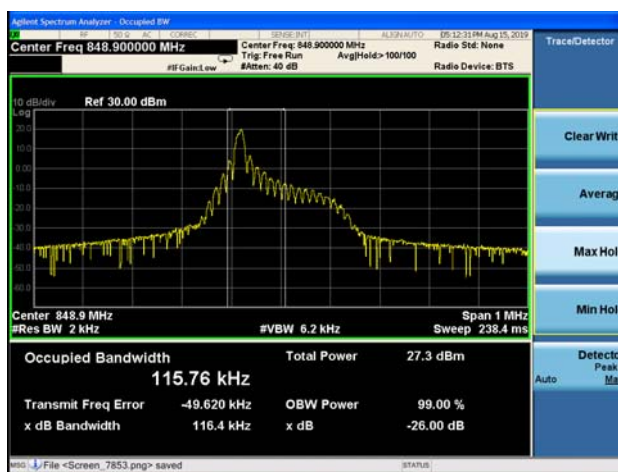 Agilent Spectrum Analyzer - Occupied BW
RF 50 Ω AC CORREC SENSE:INT ALIGN AUTO 05:12:31PM Aug 15, 2019
Center Freq 848.900000 MHz
Center Freq: 848.900000 MHz
Radio Std: None
Trig: Free Run Avg|Hold:>100/100
#IFGain:Low #Atten: 40 dB Radio Device: BTS
Trace/Detector
10 dB/div Ref 30.00 dBm
Log
20.0
10.0
0.00
-10.0
-20.0
-30.0
-40.0
-50.0
-60.0
Clear Writ
Averag
Max Hol
Min Hol
Center 848.9 MHz Span 1 MHz
#Res BW 2 kHz #VBW 6.2 kHz Sweep 238.4 ms
Occupied Bandwidth Total Power 27.3 dBm
115.76 kHz
Transmit Freq Error -49.620 kHz OBW Power 99.00 %
x dB Bandwidth 116.4 kHz x dB -26.00 dB
Detecto
Peak
Auto Ma
MSG File <Screen_7853.png> saved STATUS